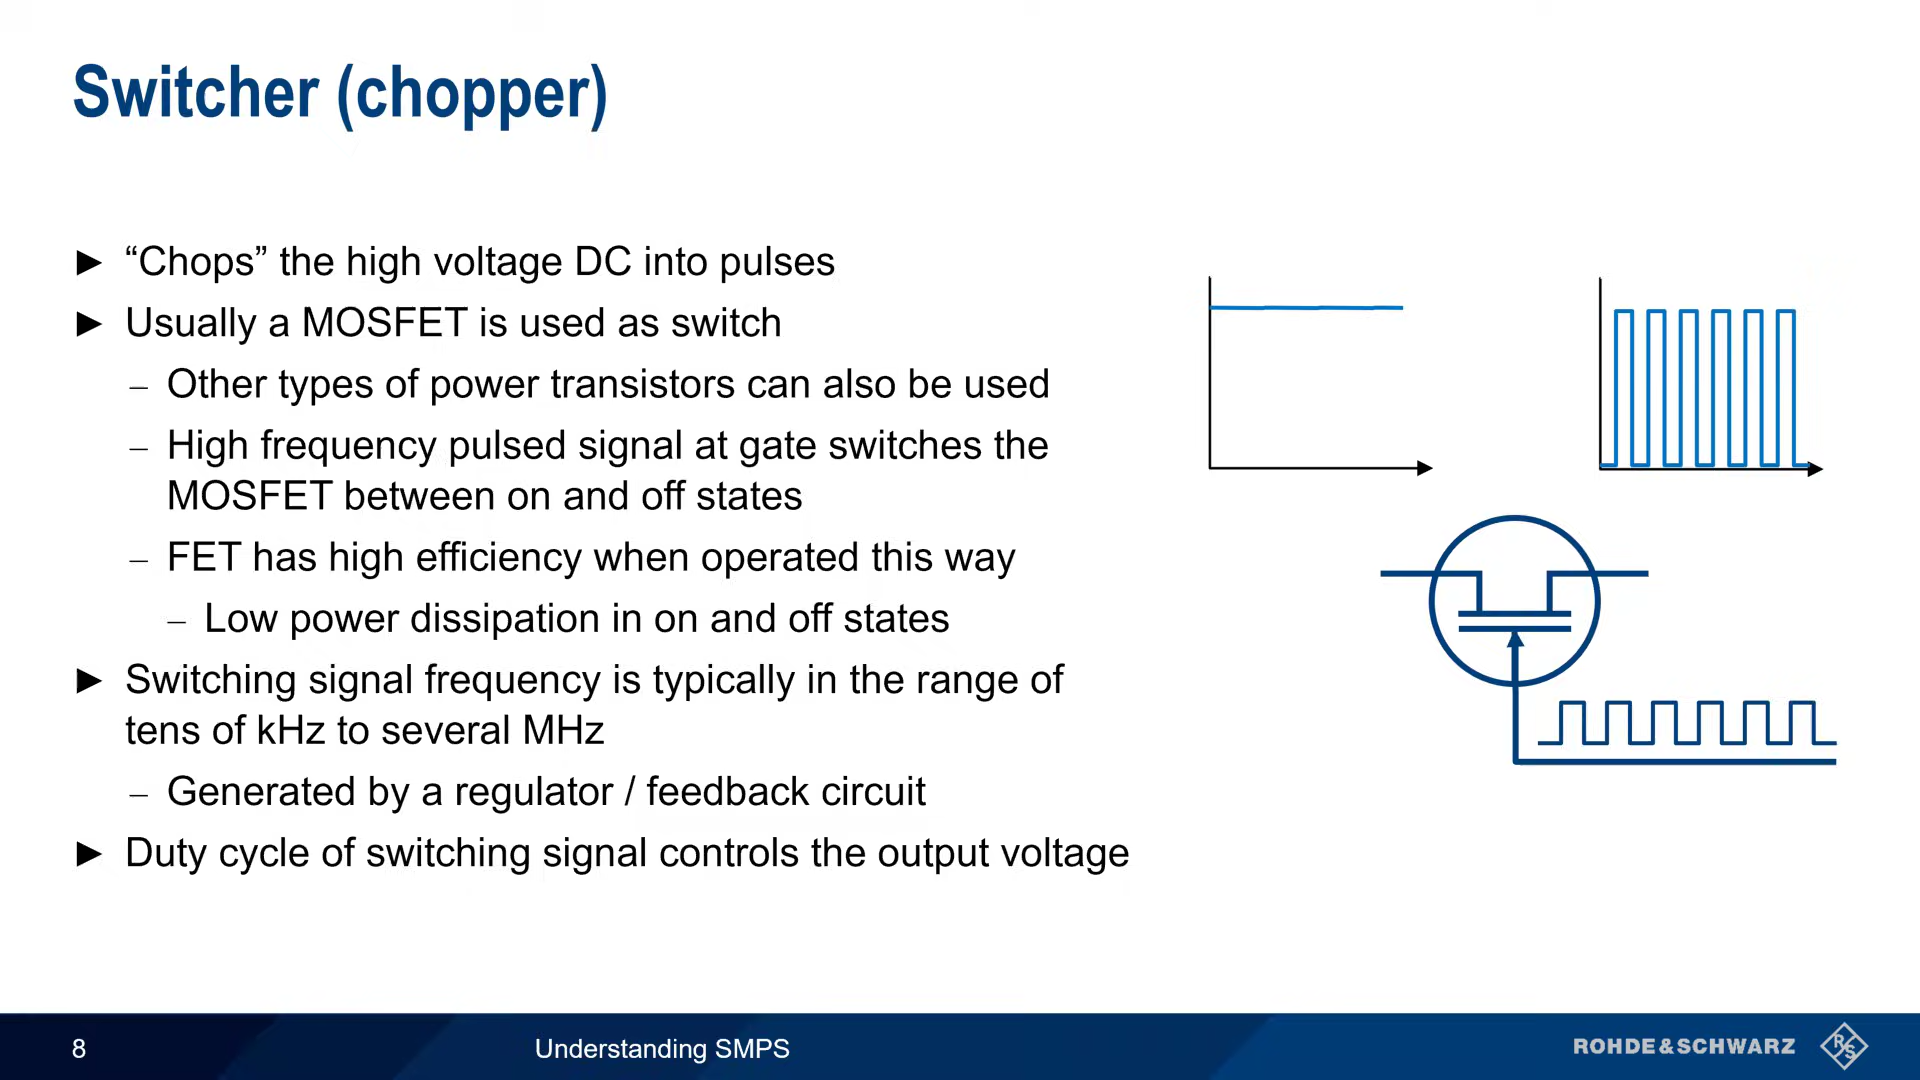 Switcher (chopper)
► “Chops” the high voltage DC into pulses
► Usually a MOSFET is used as switch
– Other types of power transistors can also be used
– High frequency pulsed signal at gate switches the
MOSFET between on and off states
– FET has high efficiency when operated this way
– Low power dissipation in on and off states
► Switching signal frequency is typically in the range of
tens of kHz to several MHz
– Generated by a regulator / feedback circuit
► Duty cycle of switching signal controls the output voltage
8
Understanding SMPS
ROHDE&SCHWARZ
R S